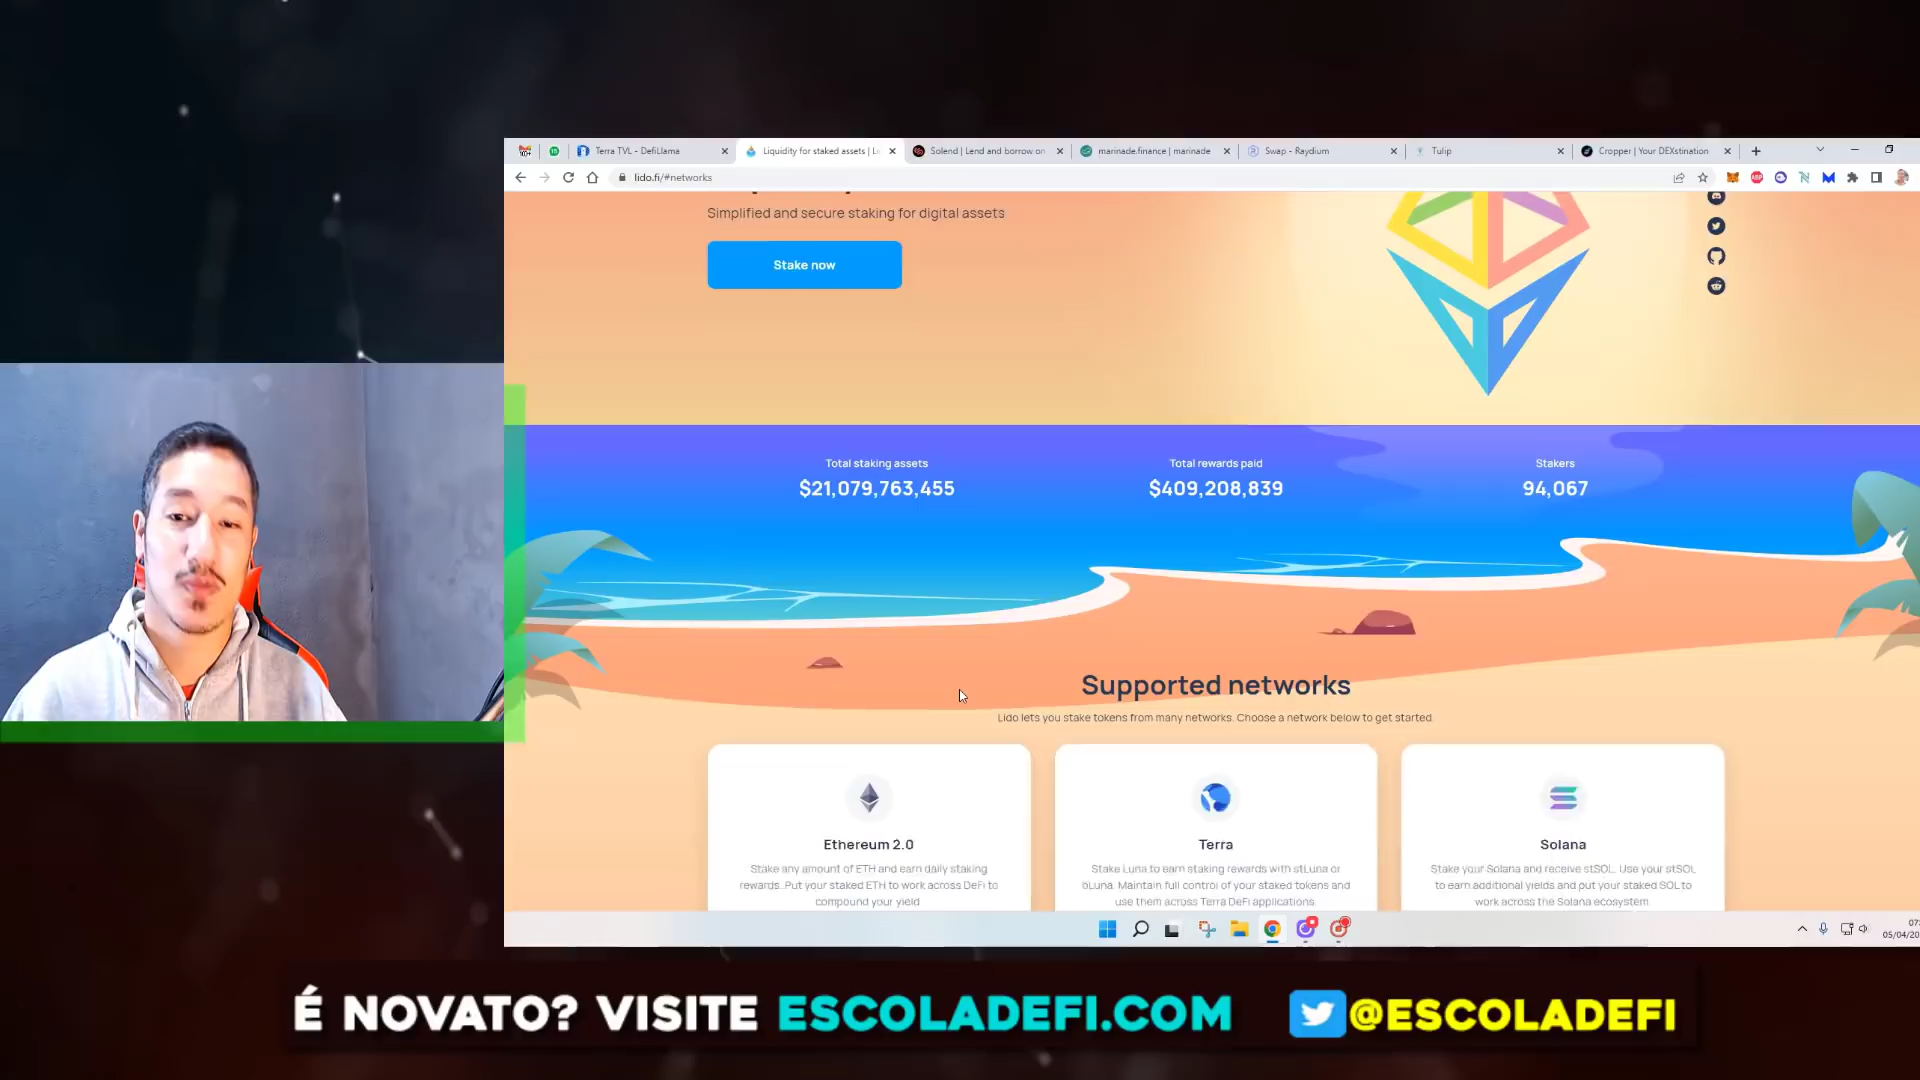 Terra TVL - DefiLlama
Liquidity for staked assets | Li
Solend | Lend and borrow on
marinade.finance | marinade
Swap - Raydium
Tulip
Cropper | Your DEXstination
lido.fi/#networks
Simplified and secure staking for digital assets
Stake now
Total staking assets
$21,079,763,455
Total rewards paid
$409,208,839
Stakers
94,067
Supported networks
Lido lets you stake tokens from many networks. Choose a network below to get started.
Ethereum 2.0
Stake any amount of ETH and earn daily staking
rewards. Put your staked ETH to work across DeFi to
compound your yield
Terra
Stake Luna to earn staking rewards with stLuna or
bLuna. Maintain full control of your staked tokens and
use them across Terra DeFi applications
Solana
Stake your Solana and receive stSOL. Use your stSOL
to earn additional yields and put your staked SOL to
work across the Solana ecosystem
07:
05/04/20
É NOVATO? VISITE ESCOLADEFI.COM
@ESCOLADEFI